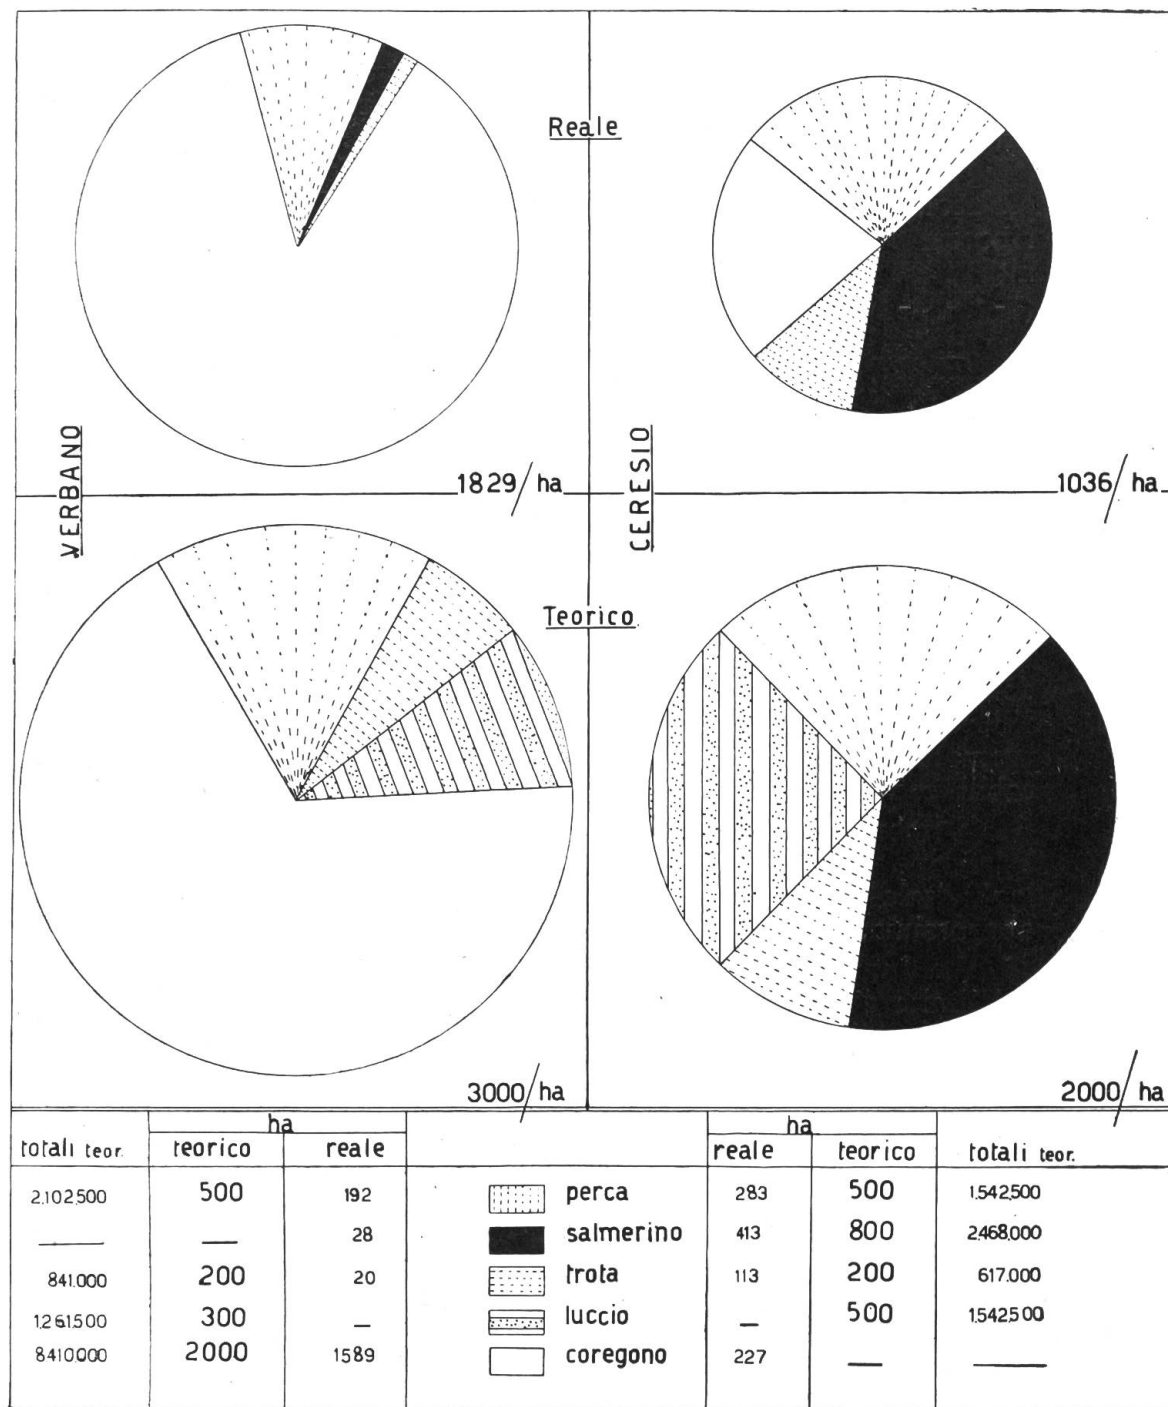 Reale
VERBANO
CERESIO
1829/ha
1036/ha
Teorico
3000/ha
2000/ha
ha ha
totali teor. teorico reale reale teorico totali teor.
2.102.500 500 192 perca 283 500 1.542.500
— — 28 salmerino 413 800 2.468.000
841.000 200 20 trota 113 200 617.000
1.261.500 300 — luccio — 500 1.542.500
8.410.000 2000 1589 coregono 227 — —